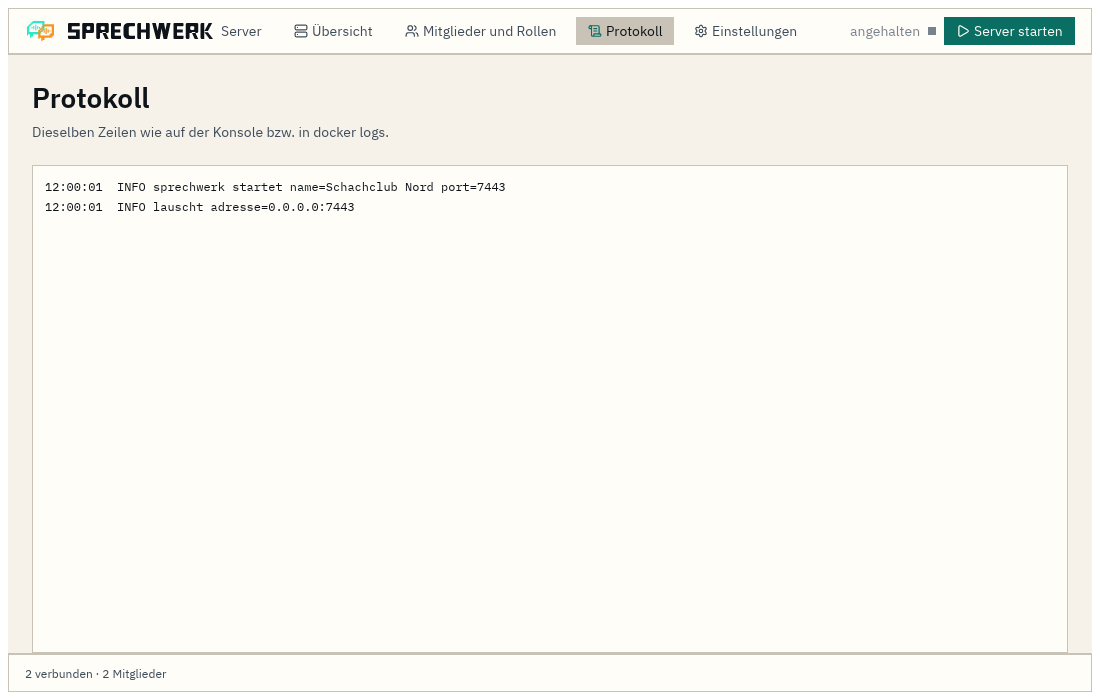 SPRECHWERK Server Übersicht Mitglieder und Rollen Protokoll Einstellungen angehalten Server starten
Protokoll
Dieselben Zeilen wie auf der Konsole bzw. in docker logs.
12:00:01  INFO sprechwerk startet name=Schachclub Nord port=7443
12:00:01  INFO lauscht adresse=0.0.0.0:7443
2 verbunden · 2 Mitglieder